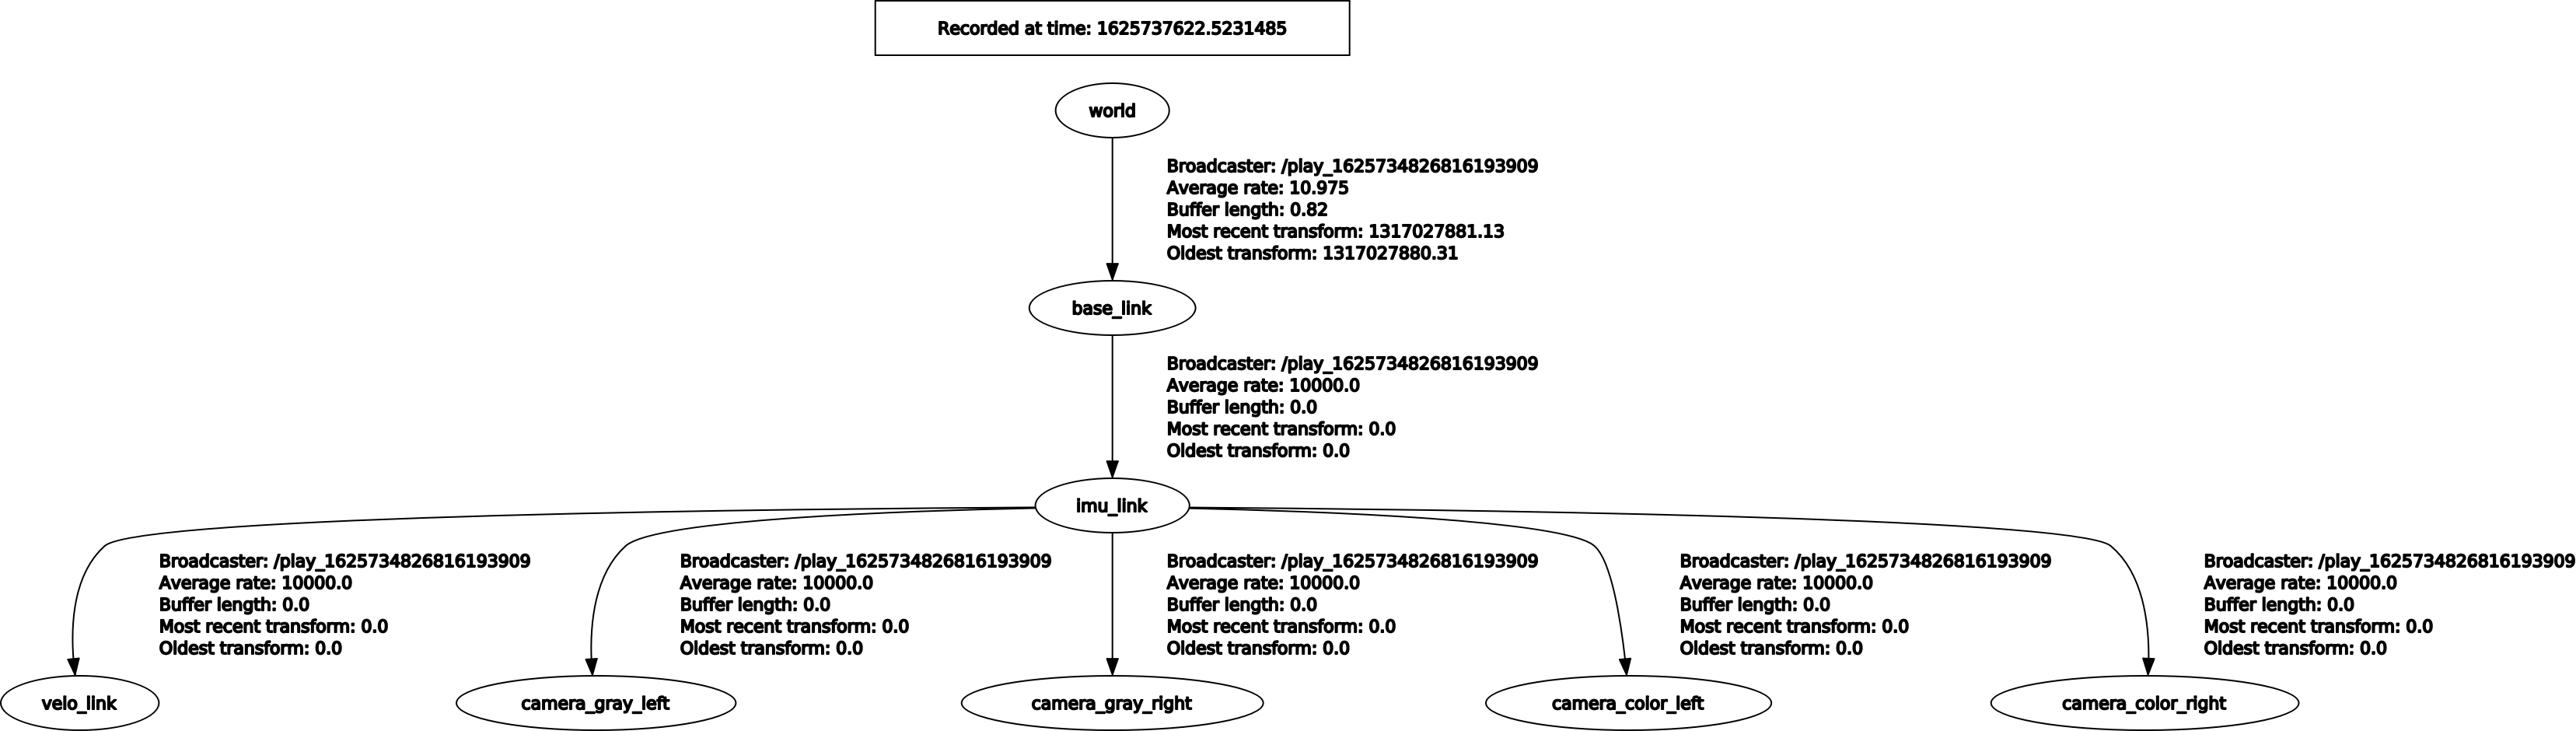 Recorded at time: 1625737622.5231485
world
Broadcaster: /play_1625734826816193909
Average rate: 10.975
Buffer length: 0.82
Most recent transform: 1317027881.13
Oldest transform: 1317027880.31
base_link
Broadcaster: /play_1625734826816193909
Average rate: 10000.0
Buffer length: 0.0
Most recent transform: 0.0
Oldest transform: 0.0
imu_link
Broadcaster: /play_1625734826816193909
Average rate: 10000.0
Buffer length: 0.0
Most recent transform: 0.0
Oldest transform: 0.0
Broadcaster: /play_1625734826816193909
Average rate: 10000.0
Buffer length: 0.0
Most recent transform: 0.0
Oldest transform: 0.0
Broadcaster: /play_1625734826816193909
Average rate: 10000.0
Buffer length: 0.0
Most recent transform: 0.0
Oldest transform: 0.0
Broadcaster: /play_1625734826816193909
Average rate: 10000.0
Buffer length: 0.0
Most recent transform: 0.0
Oldest transform: 0.0
Broadcaster: /play_1625734826816193909
Average rate: 10000.0
Buffer length: 0.0
Most recent transform: 0.0
Oldest transform: 0.0
velo_link
camera_gray_left
camera_gray_right
camera_color_left
camera_color_right